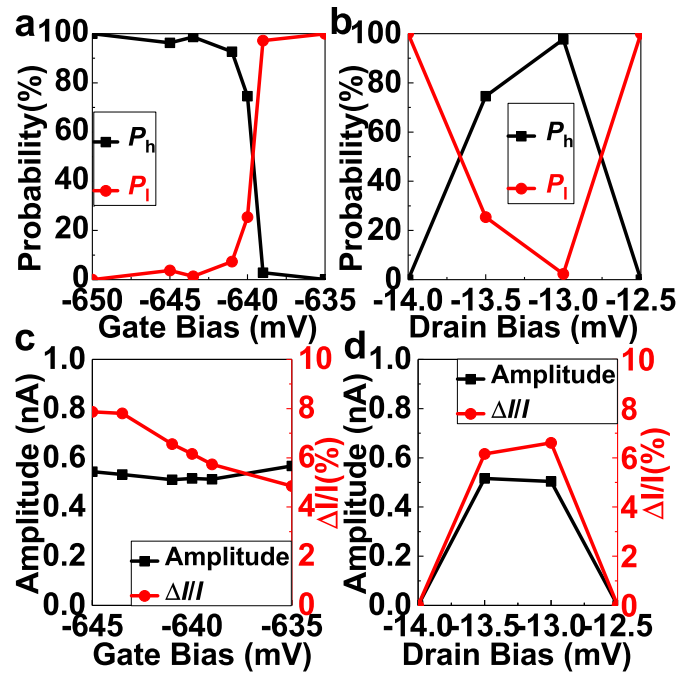 a
Probability(%)
100
80
60
40
20
0
P_h
P_l
-650
-645
-640
-635
Gate Bias (mV)
b
Probability(%)
100
80
60
40
20
0
P_h
P_l
-14.0
-13.5
-13.0
-12.5
Drain Bias (mV)
c
Amplitude (nA)
1.0
0.8
0.6
0.4
0.2
0.0
Amplitude
ΔI/I
10
8
6
4
2
0
ΔI/I(%)
-645
-640
-635
Gate Bias (mV)
d
Amplitude (nA)
1.0
0.8
0.6
0.4
0.2
0.0
Amplitude
ΔI/I
10
8
6
4
2
0
ΔI/I(%)
-14.0
-13.5
-13.0
-12.5
Drain Bias (mV)